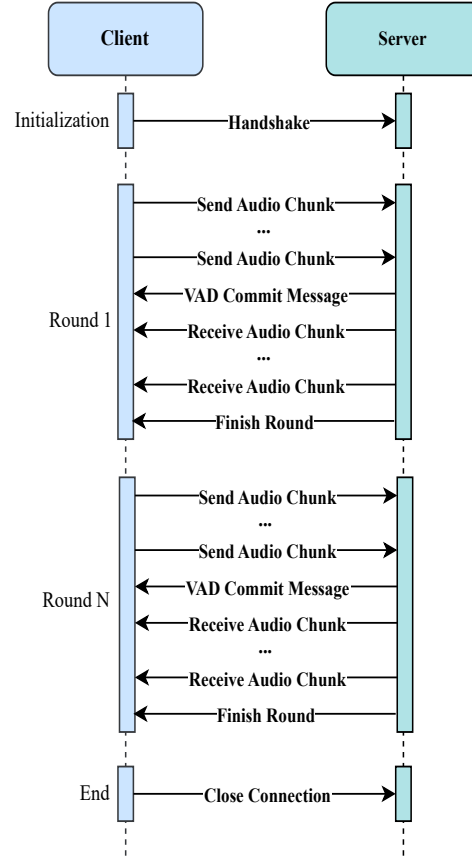 Client
Server
Initialization
Handshake
Send Audio Chunk
...
Send Audio Chunk
VAD Commit Message
Round 1
Receive Audio Chunk
...
Receive Audio Chunk
Finish Round
Send Audio Chunk
...
Send Audio Chunk
VAD Commit Message
Round N
Receive Audio Chunk
...
Receive Audio Chunk
Finish Round
End
Close Connection